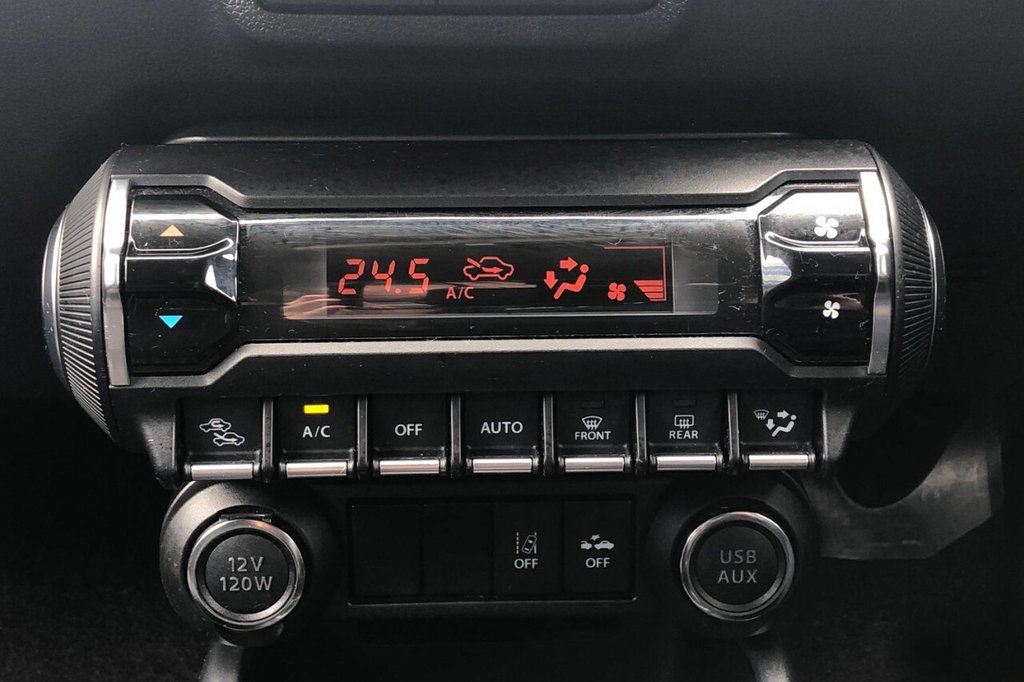 24.5
A/C
A/C
OFF
AUTO
FRONT
REAR
12V
120W
OFF
OFF
USB
AUX